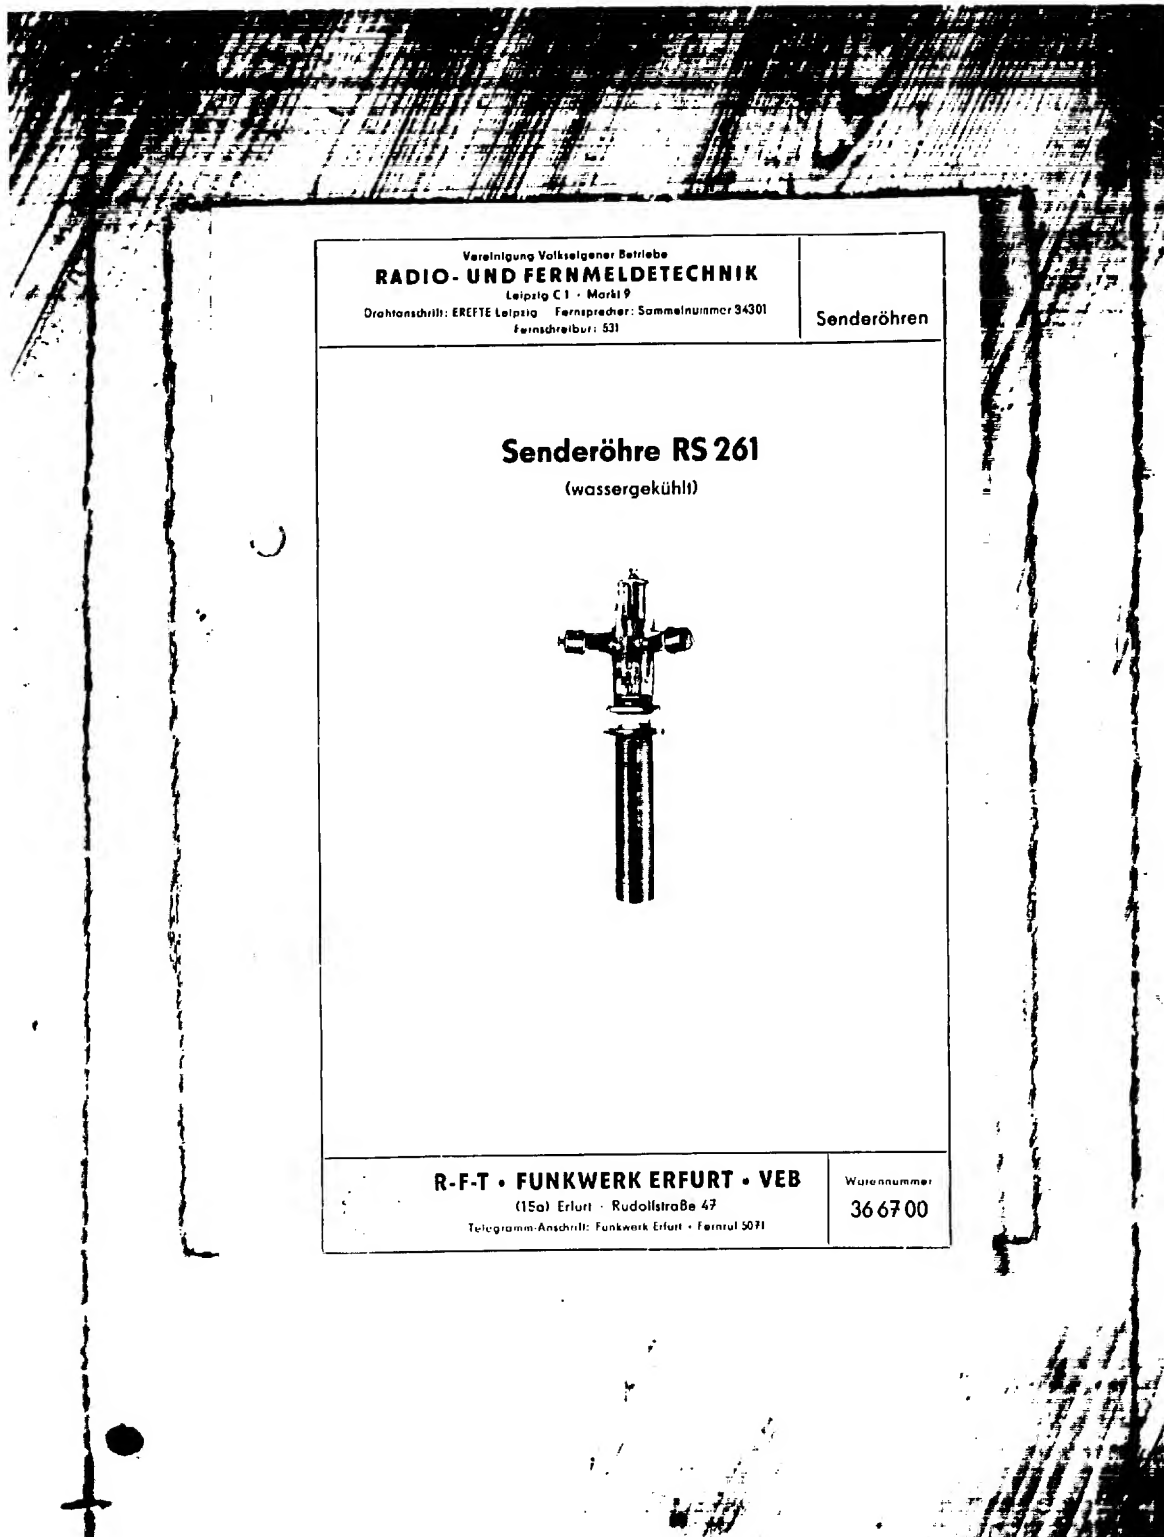 Vereinigung Volkseigener Betriebe
RADIO- UND FERNMELDETECHNIK
Leipzig C 1 · Markt 9
Drahtanschrift: EREFTE Leipzig Fernsprecher: Sammelnummer 34301
Fernschreiber: 531
Senderöhren
Senderöhre RS 261
(wassergekühlt)
R-F-T • FUNKWERK ERFURT • VEB
(15a) Erfurt · Rudolfstraße 47
Telegramm-Anschrift: Funkwerk Erfurt • Fernruf 5071
Warennummer
36 67 00